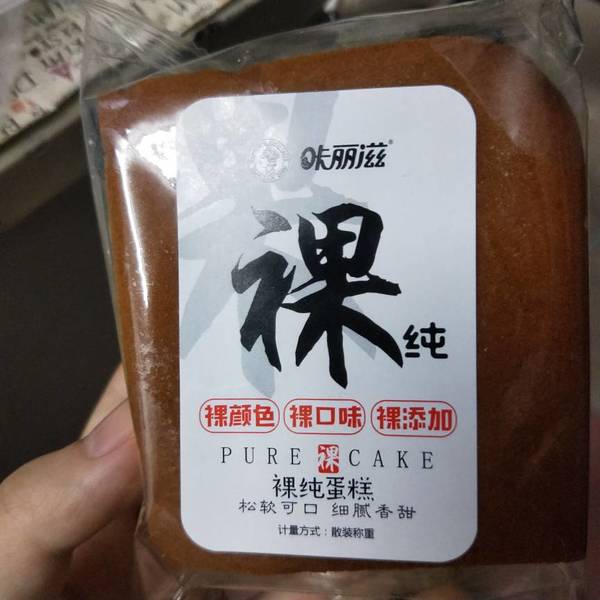 咔丽滋®
裸纯
裸颜色 裸口味 裸添加
PURE 裸 CAKE
裸纯蛋糕
松软可口 细腻香甜
计量方式：散装称重